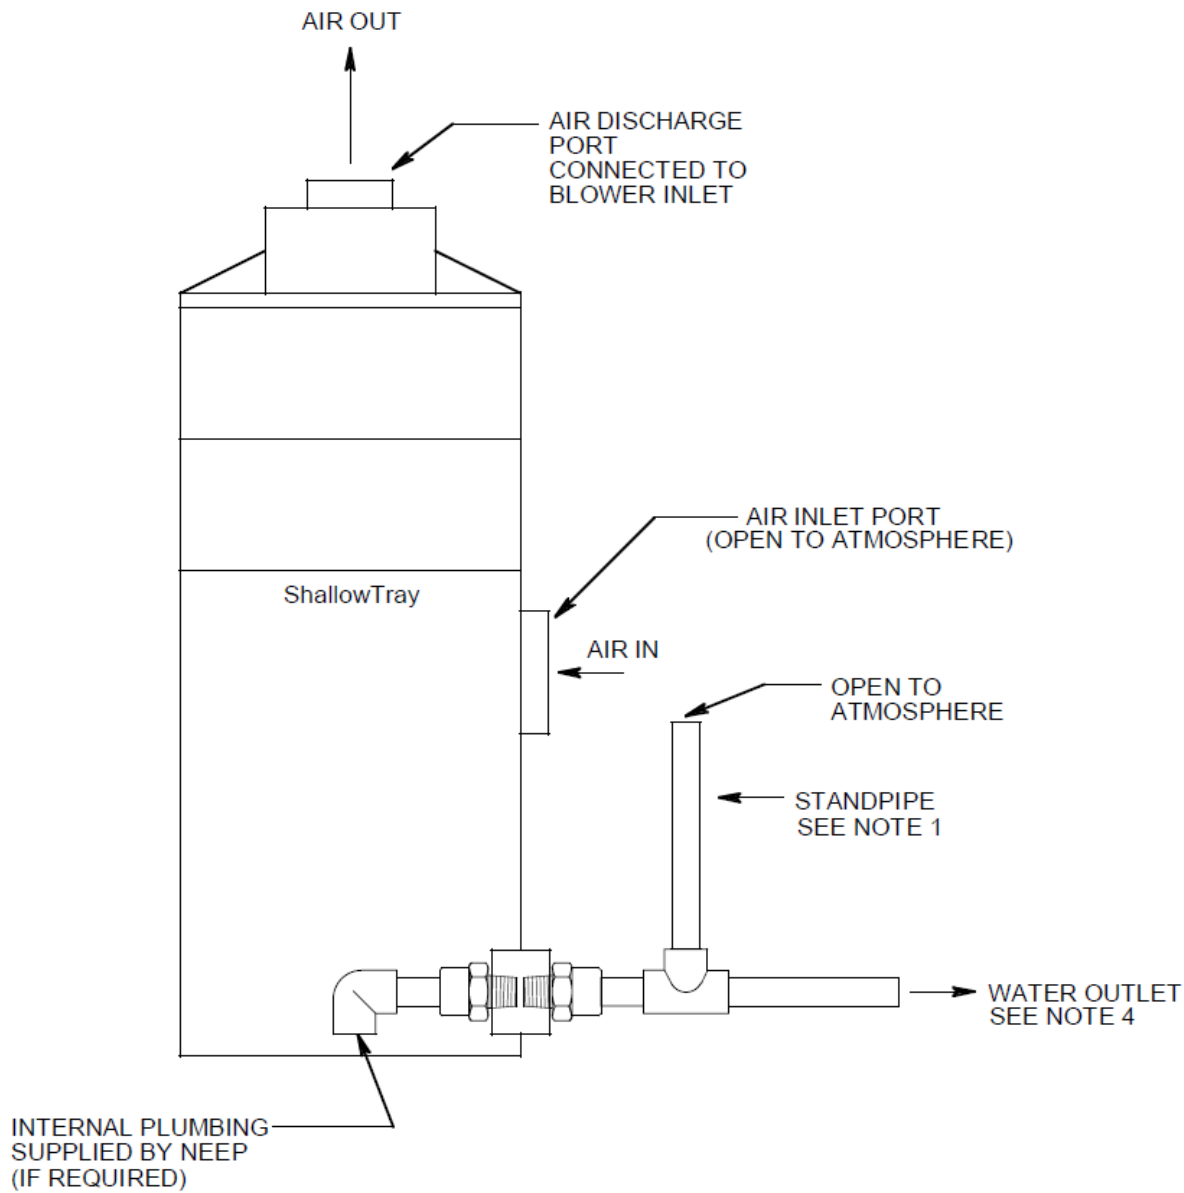 AIR OUT
AIR DISCHARGE
PORT
CONNECTED TO
BLOWER INLET
AIR INLET PORT
(OPEN TO ATMOSPHERE)
ShallowTray
AIR IN
OPEN TO
ATMOSPHERE
STANDPIPE
SEE NOTE 1
WATER OUTLET
SEE NOTE 4
INTERNAL PLUMBING
SUPPLIED BY NEEP
(IF REQUIRED)